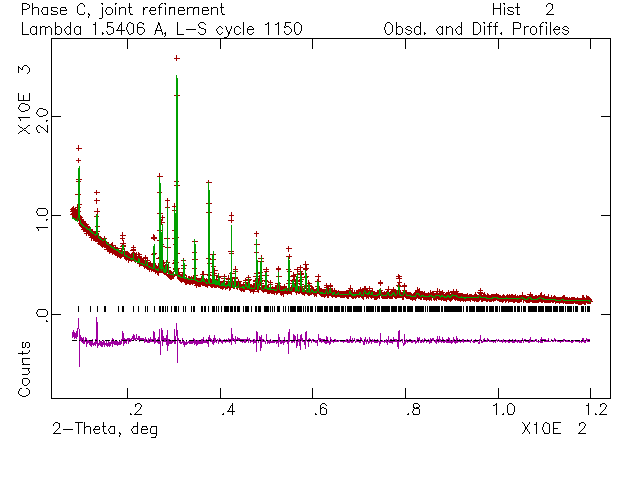 Phase C, joint refinement Hist 2
Lambda 1.5406 A, L-S cycle 1150 Obsd. and Diff. Profiles
X10E 3
2.0
1.0
.0
Counts
.2 .4 .6 .8 1.0 1.2
2-Theta, deg X10E 2